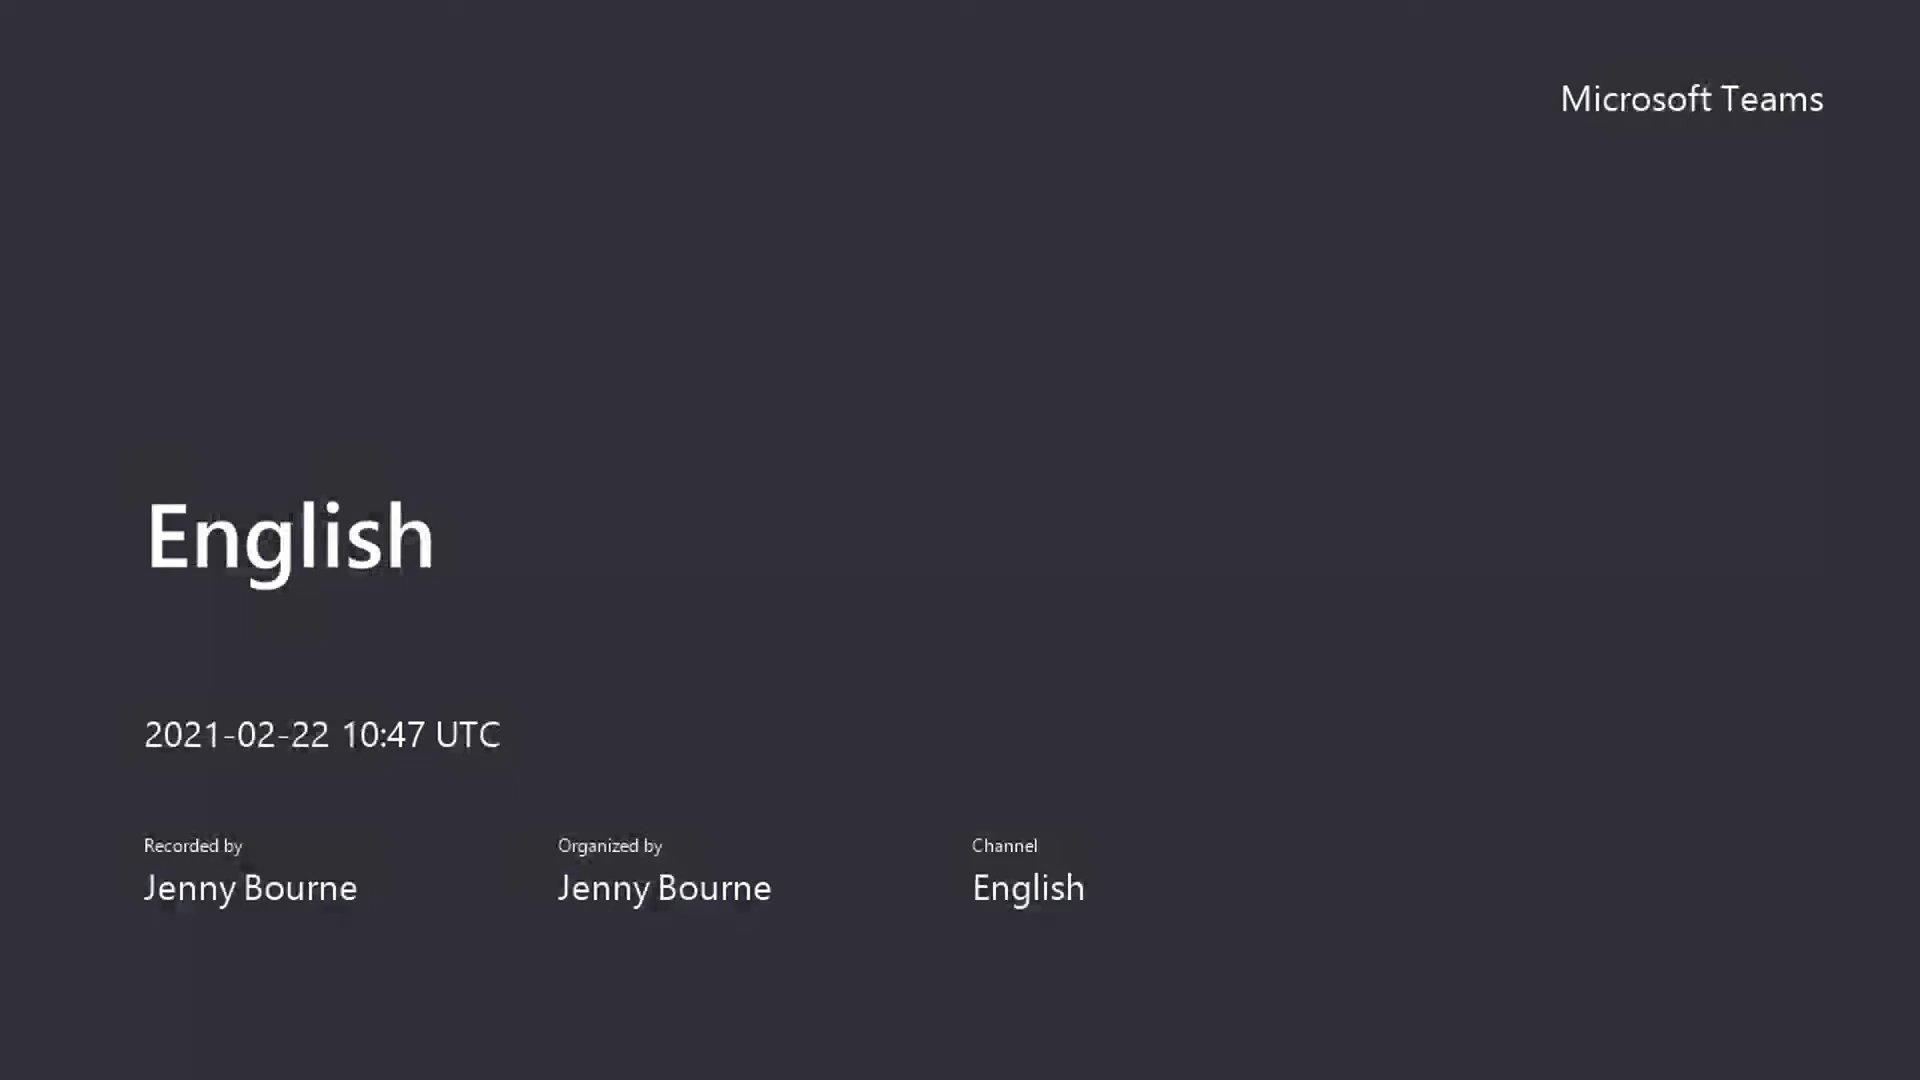 Microsoft Teams
English
2021-02-22 10:47 UTC
Recorded by
Jenny Bourne
Organized by
Jenny Bourne
Channel
English